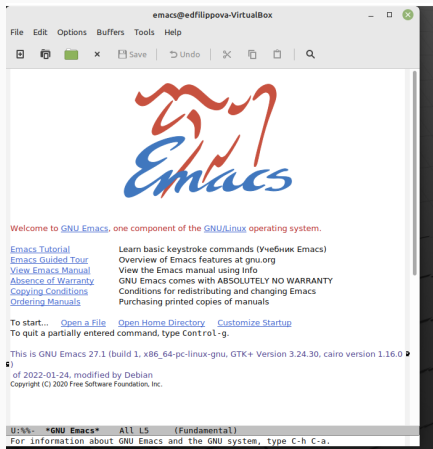 emacs@edfilippova-VirtualBox
File Edit Options Buffers Tools Help
Save Undo
Emacs
Welcome to GNU Emacs, one component of the GNU/Linux operating system.
Emacs Tutorial Learn basic keystroke commands (Учебник Emacs)
Emacs Guided Tour Overview of Emacs features at gnu.org
View Emacs Manual View the Emacs manual using Info
Absence of Warranty GNU Emacs comes with ABSOLUTELY NO WARRANTY
Copying Conditions Conditions for redistributing and changing Emacs
Ordering Manuals Purchasing printed copies of manuals
To start... Open a File Open Home Directory Customize Startup
To quit a partially entered command, type Control-g.
This is GNU Emacs 27.1 (build 1, x86_64-pc-linux-gnu, GTK+ Version 3.24.30, cairo version 1.16.0
)
of 2022-01-24, modified by Debian
Copyright (C) 2020 Free Software Foundation, Inc.
U:%%- *GNU Emacs* All L5 (Fundamental)
For information about GNU Emacs and the GNU system, type C-h C-a.